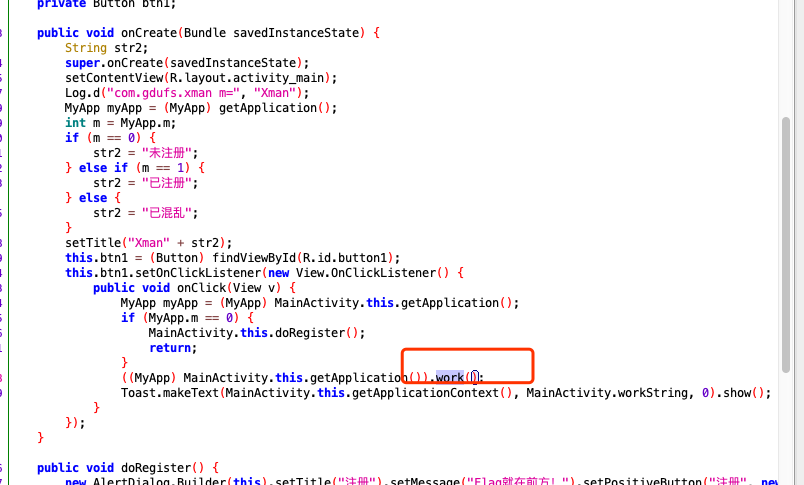 private Button btn1;
public void onCreate(Bundle savedInstanceState) {
String str2;
super.onCreate(savedInstanceState);
setContentView(R.layout.activity_main);
Log.d("com.gdufs.xman m=", "Xman");
MyApp myApp = (MyApp) getApplication();
int m = MyApp.m;
if (m == 0) {
str2 = "未注册";
} else if (m == 1) {
str2 = "已注册";
} else {
str2 = "已混乱";
}
setTitle("Xman" + str2);
this.btn1 = (Button) findViewById(R.id.button1);
this.btn1.setOnClickListener(new View.OnClickListener() {
public void onClick(View v) {
MyApp myApp = (MyApp) MainActivity.this.getApplication();
if (MyApp.m == 0) {
MainActivity.this.doRegister();
return;
}
((MyApp) MainActivity.this.getApplication()).work();
Toast.makeText(MainActivity.this.getApplicationContext(), MainActivity.workString, 0).show();
}
});
}
public void doRegister() {
new AlertDialog.Builder(this).setTitle("注册").setMessage("Flag就在前方！").setPositiveButton("注册", new